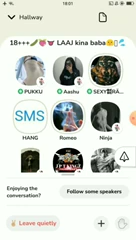 18:01
Hallway
18+++🌶️👅👿 LAAJ kina baba😏🔞💦
PUKKU
Aashu
SMS
HANG
Romeo
Ninja
Enjoying the
conversation?
Follow some speakers
✌🏻 Leave quietly